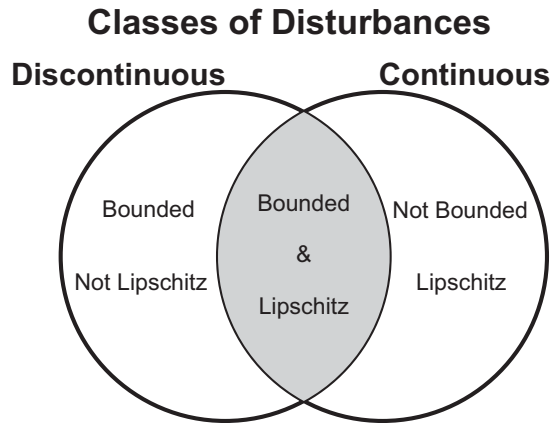 Classes of Disturbances
Discontinuous
Continuous
Bounded
Not Lipschitz
Bounded
&
Lipschitz
Not Bounded
Lipschitz